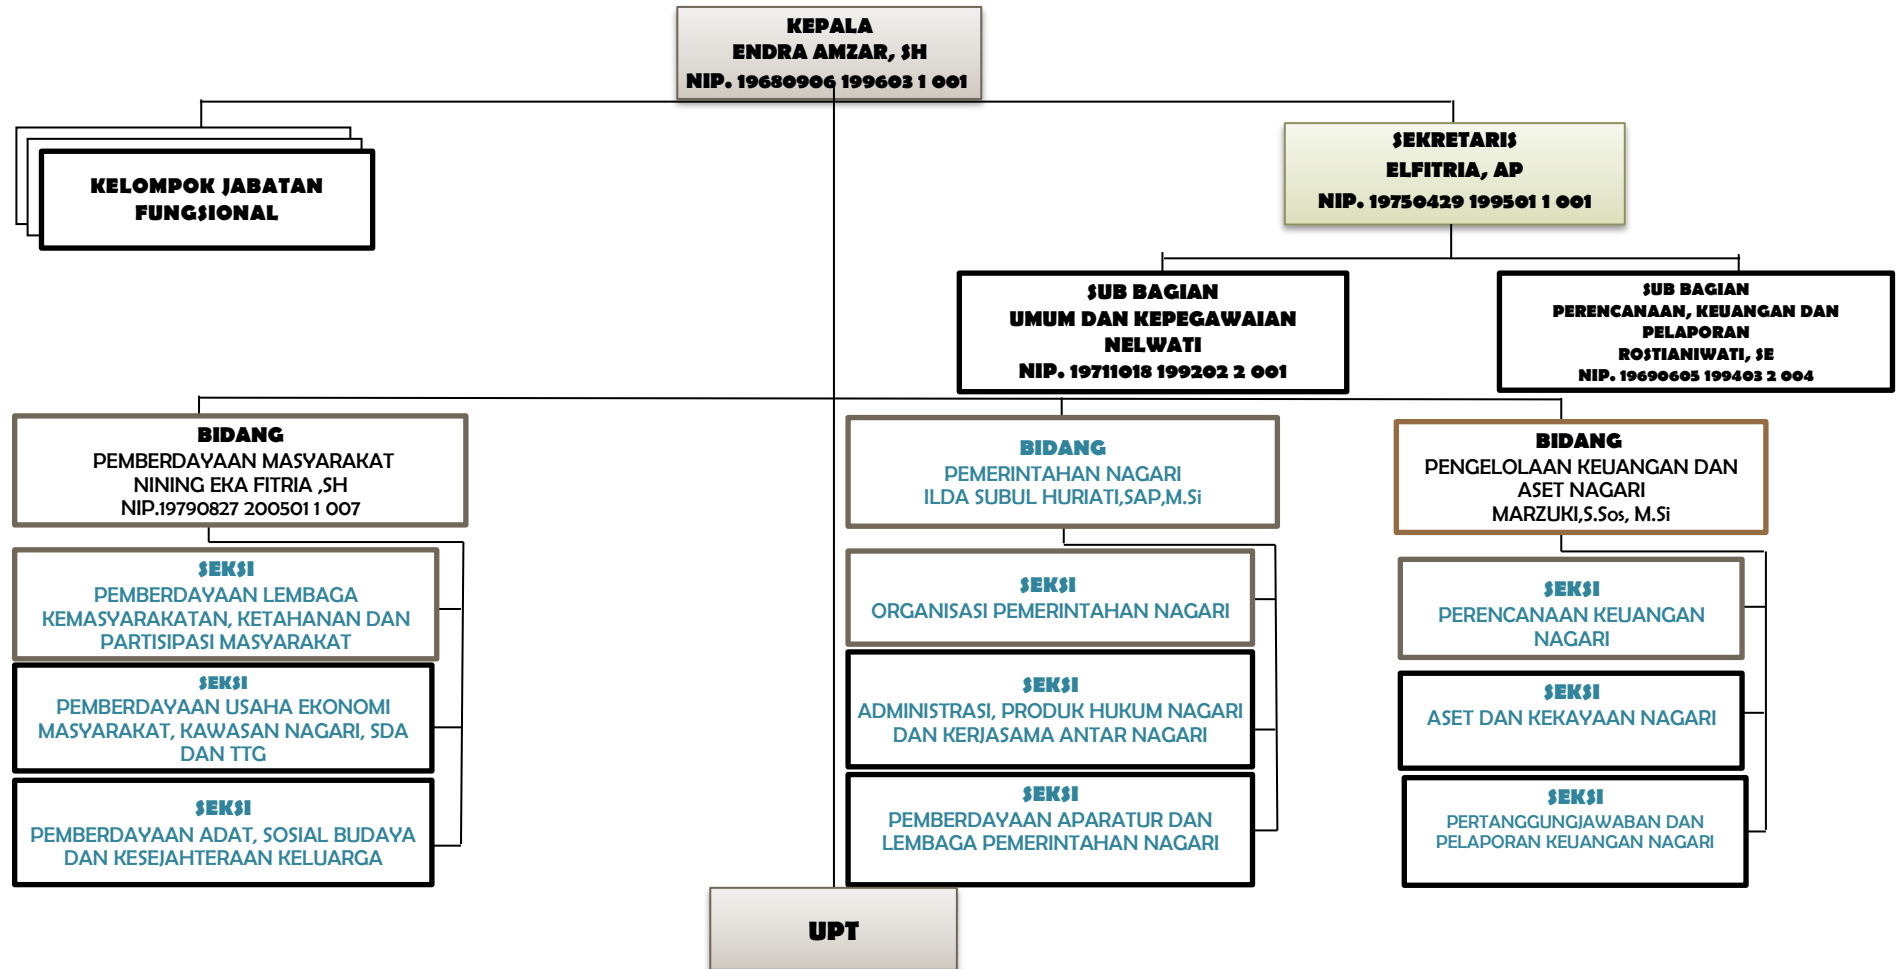 KEPALA
ENDRA AMZAR, SH
NIP. 19680906 199603 1 001
KELOMPOK JABATAN
FUNGSIONAL
SEKRETARIS
ELFITRIA, AP
NIP. 19750429 199501 1 001
SUB BAGIAN
UMUM DAN KEPEGAWAIAN
NELWATI
NIP. 19711018 199202 2 001
SUB BAGIAN
PERENCANAAN, KEUANGAN DAN
PELAPORAN
ROSTIANIWATI, SE
NIP. 19690605 199403 2 004
BIDANG
PEMBERDAYAAN MASYARAKAT
NINING EKA FITRIA ,SH
NIP.19790827 200501 1 007
SEKSI
PEMBERDAYAAN LEMBAGA
KEMASYARAKATAN, KETAHANAN DAN
PARTISIPASI MASYARAKAT
SEKSI
PEMBERDAYAAN USAHA EKONOMI
MASYARAKAT, KAWASAN NAGARI, SDA
DAN TTG
SEKSI
PEMBERDAYAAN ADAT, SOSIAL BUDAYA
DAN KESEJAHTERAAN KELUARGA
BIDANG
PEMERINTAHAN NAGARI
ILDA SUBUL HURIATI,SAP,M.Si
SEKSI
ORGANISASI PEMERINTAHAN NAGARI
SEKSI
ADMINISTRASI, PRODUK HUKUM NAGARI
DAN KERJASAMA ANTAR NAGARI
SEKSI
PEMBERDAYAAN APARATUR DAN
LEMBAGA PEMERINTAHAN NAGARI
BIDANG
PENGELOLAAN KEUANGAN DAN
ASET NAGARI
MARZUKI,S.Sos, M.Si
SEKSI
PERENCANAAN KEUANGAN
NAGARI
SEKSI
ASET DAN KEKAYAAN NAGARI
SEKSI
PERTANGGUNGJAWABAN DAN
PELAPORAN KEUANGAN NAGARI
UPT